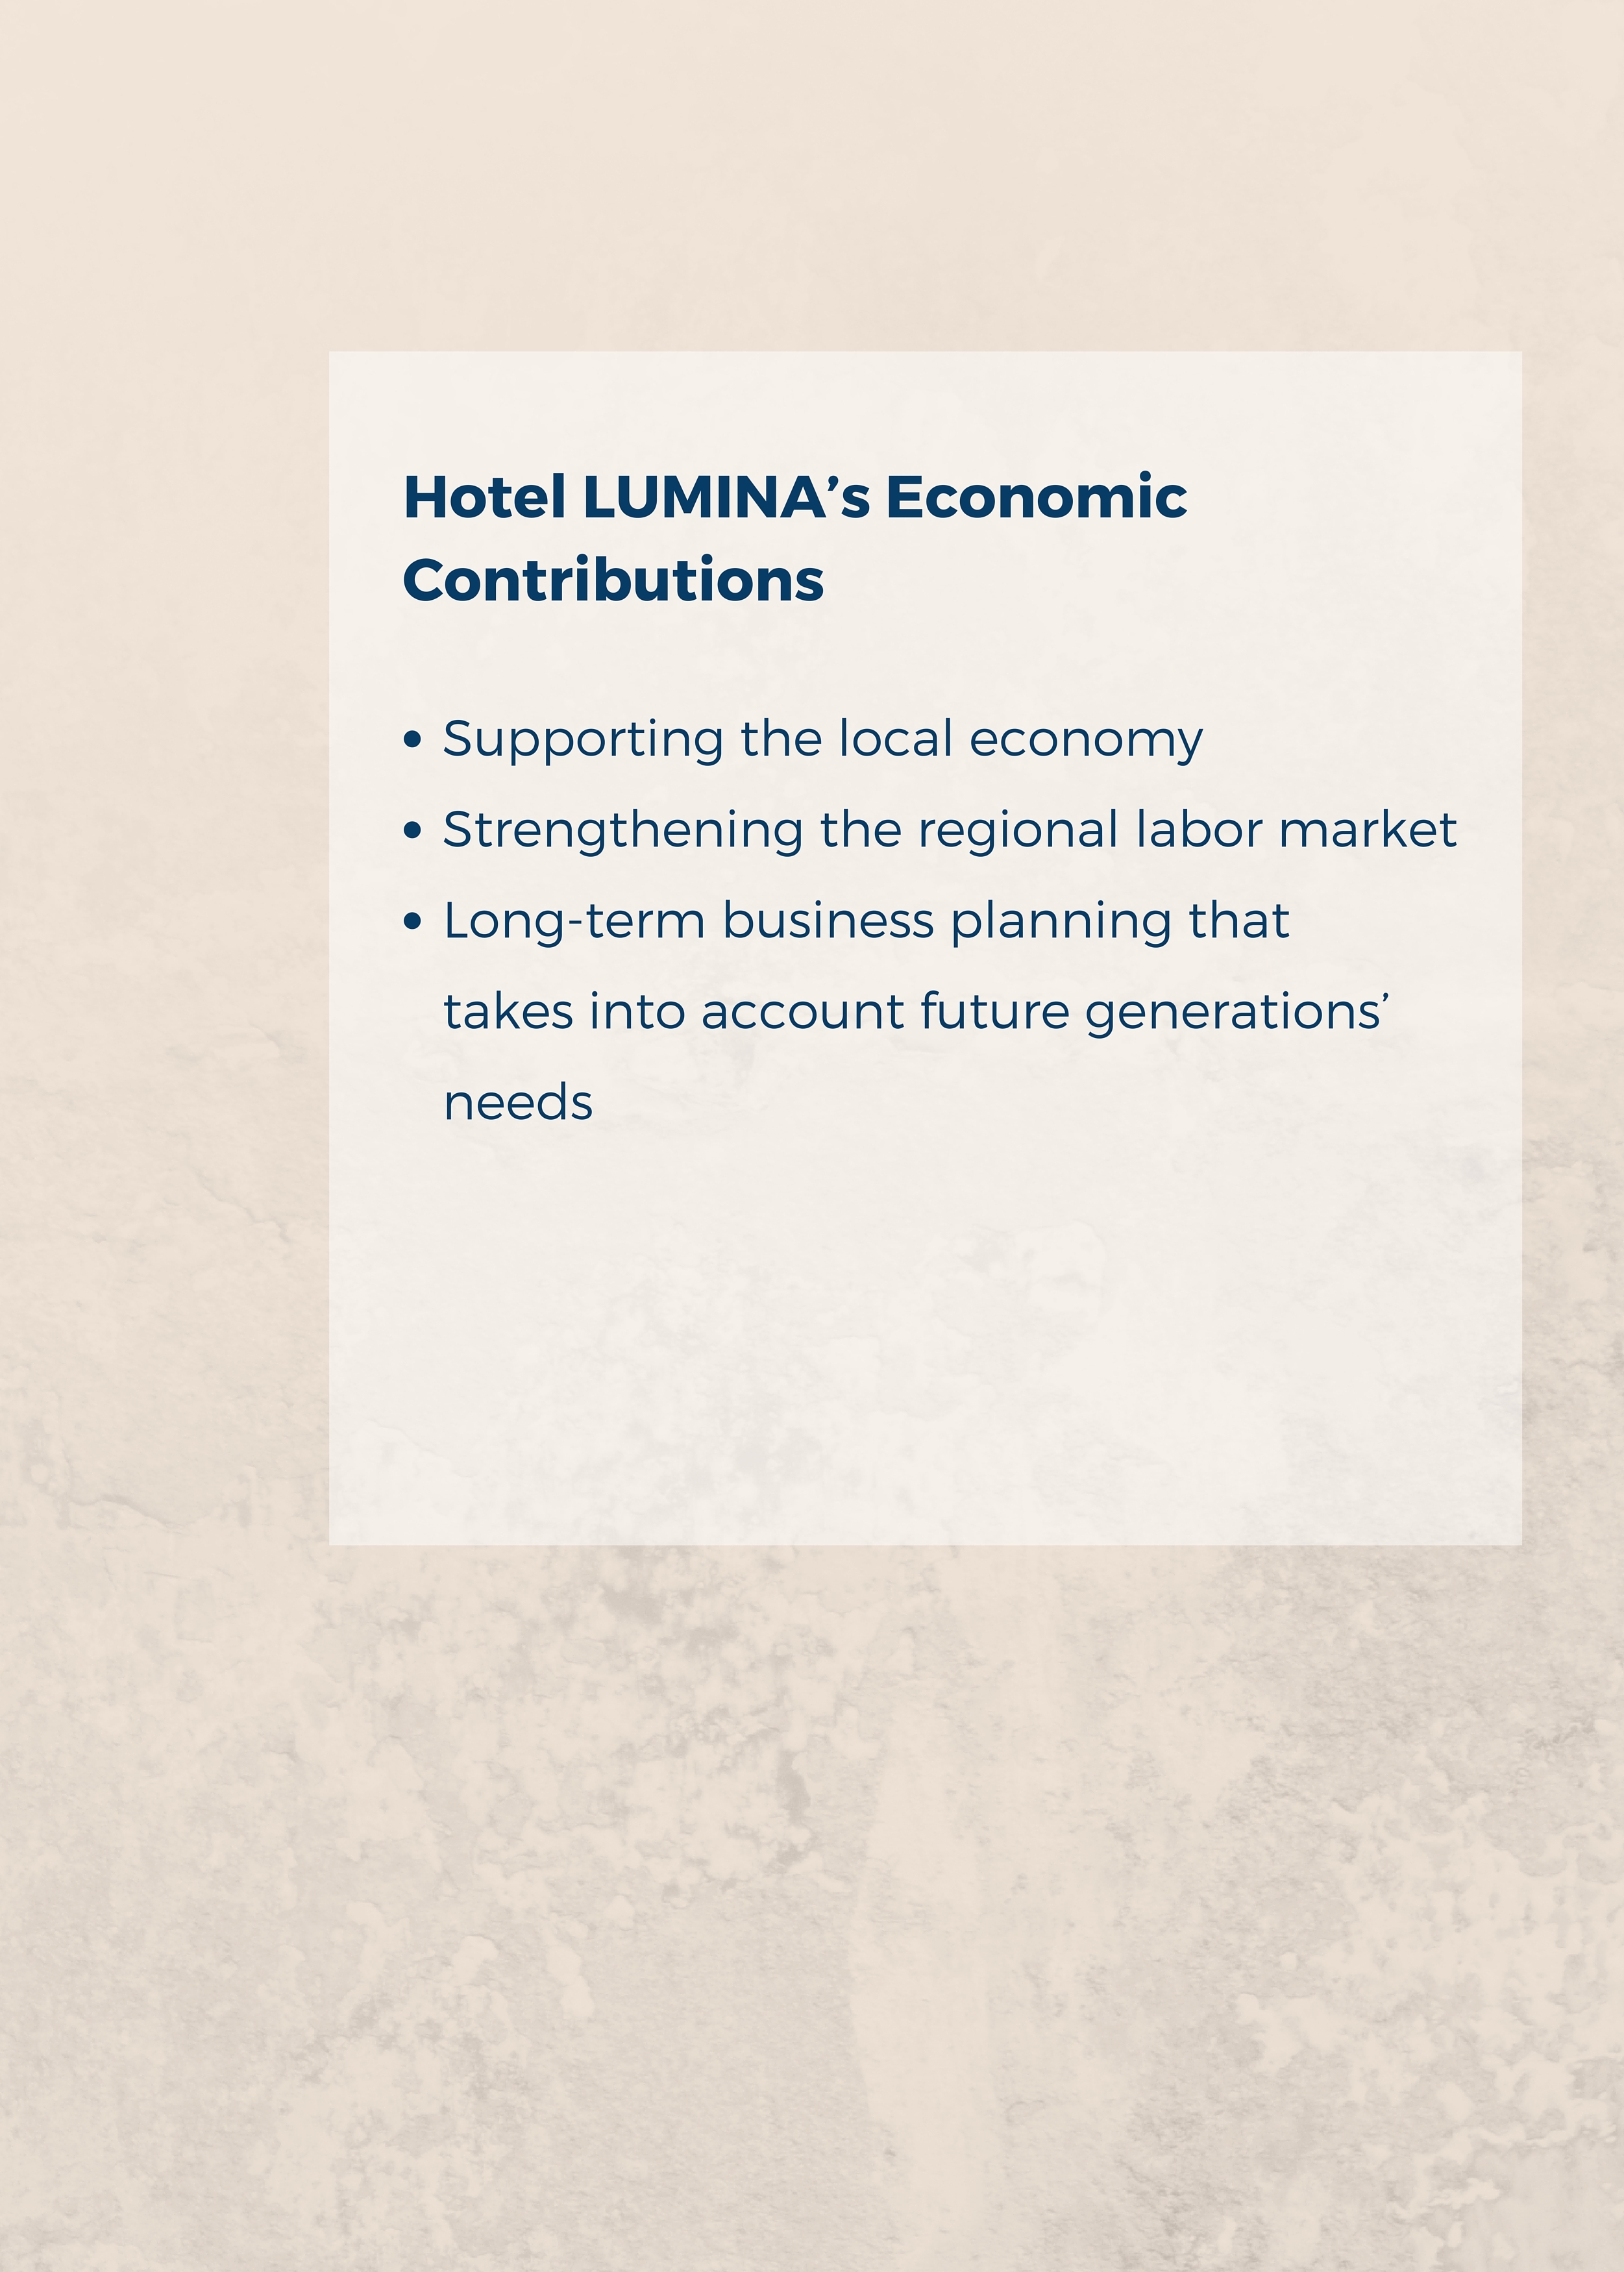 Hotel LUMINA’s Economic
Contributions
• Supporting the local economy
• Strengthening the regional labor market
• Long-term business planning that
takes into account future generations’
needs